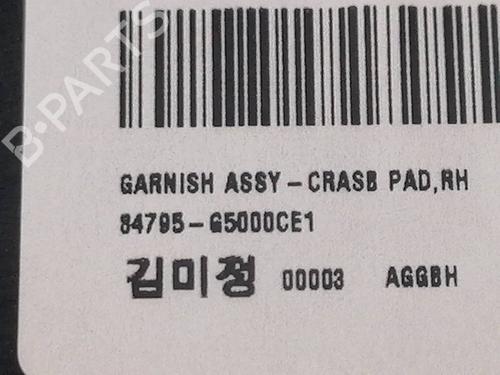 B-PARTS
GARNISH ASSY-CRASB PAD,RH
84795-G5000CE1
김미정 00003 AGGBH